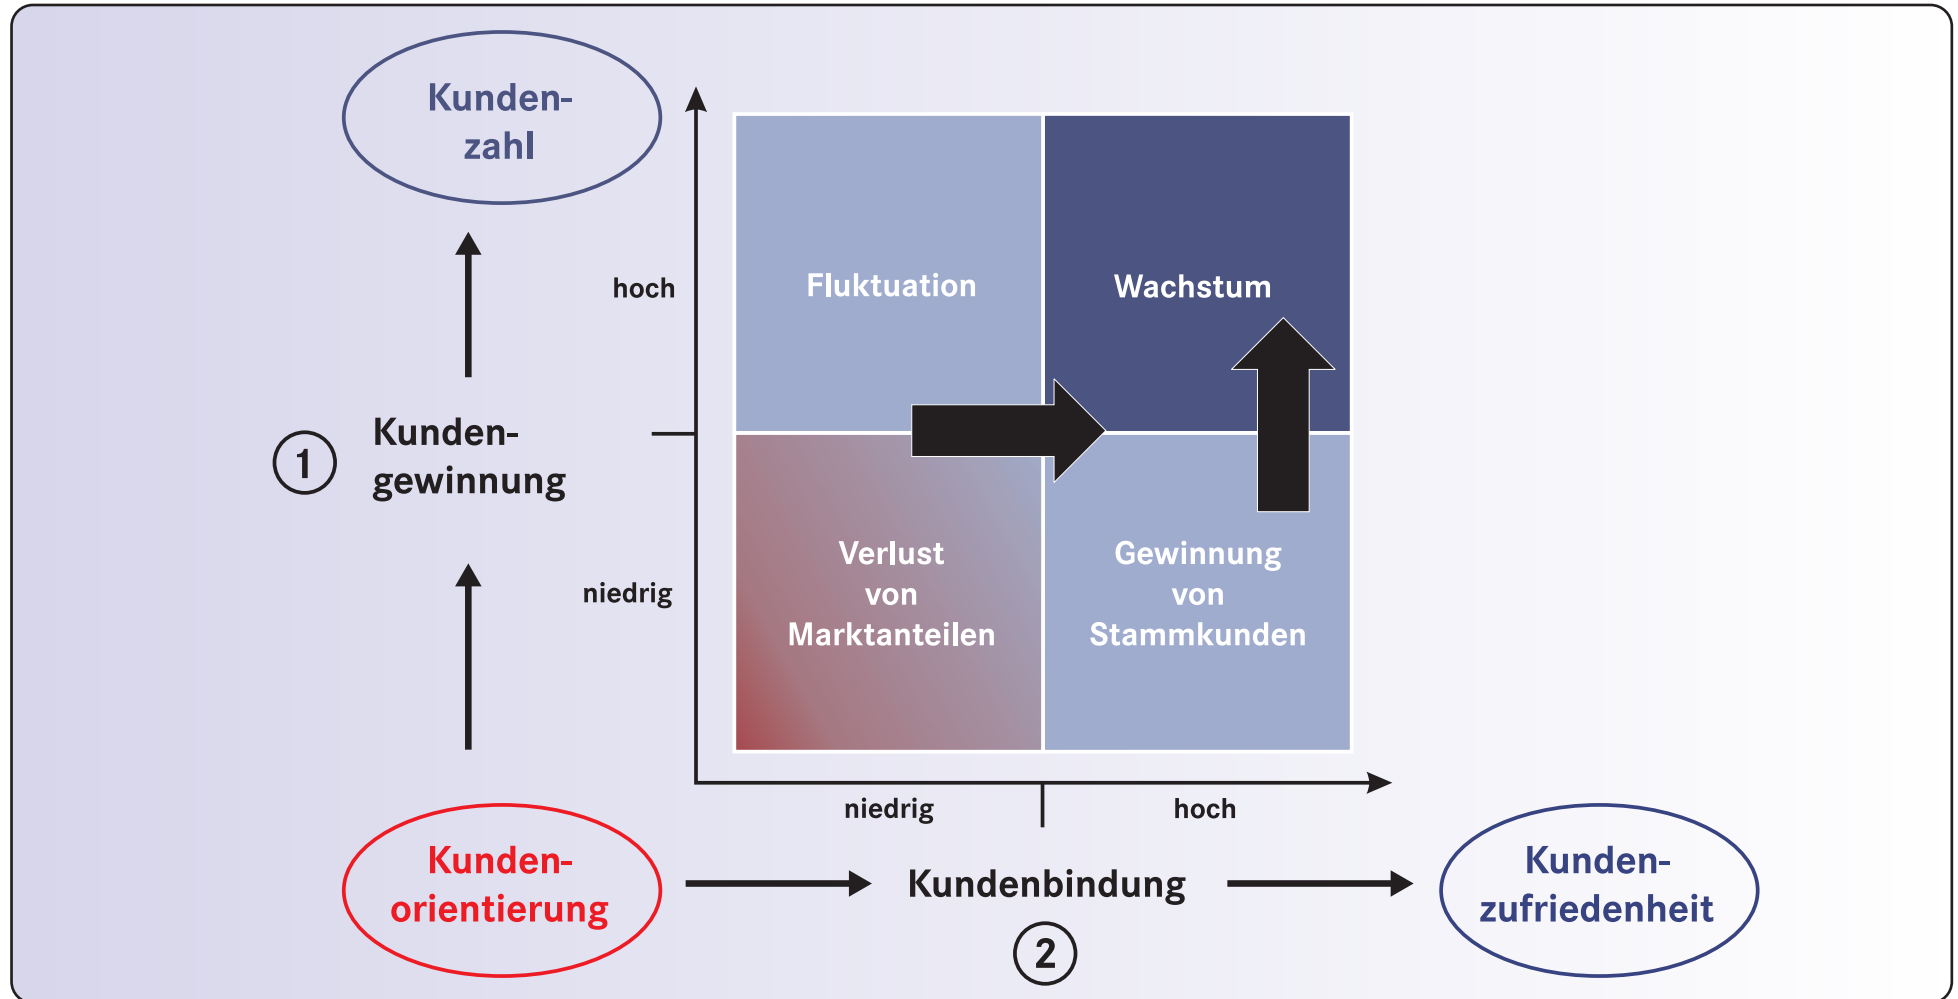 Kunden-
zahl
hoch
Fluktuation
Wachstum
1
Kunden-
gewinnung
niedrig
Verlust
von
Marktanteilen
Gewinnung
von
Stammkunden
niedrig
hoch
Kunden-
orientierung
Kundenbindung
2
Kunden-
zufriedenheit